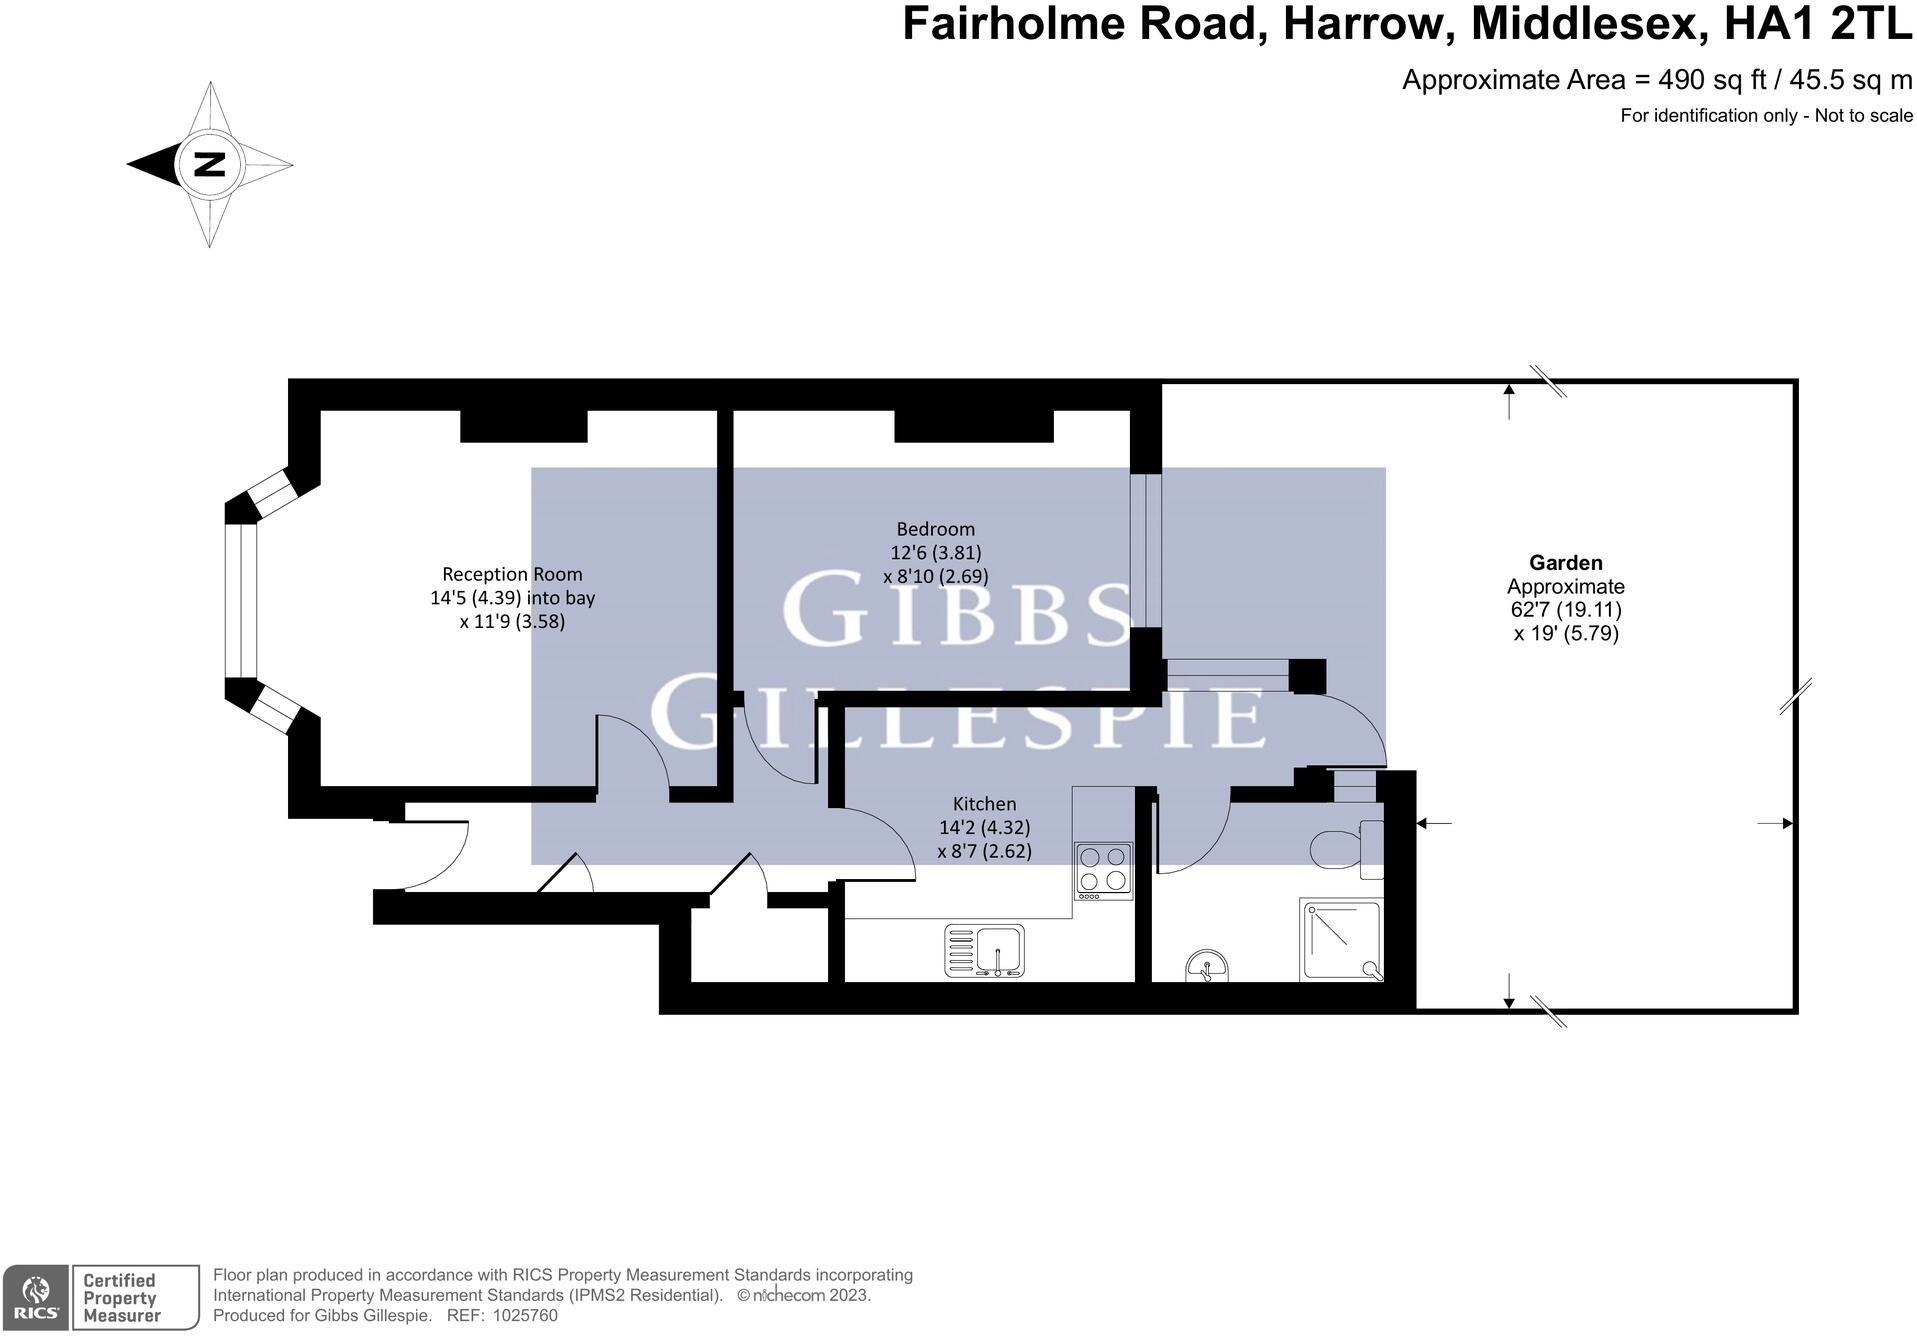 Fairholme Road, Harrow, Middlesex, HA1 2TL
Approximate Area = 490 sq ft / 45.5 sq m
For identification only - Not to scale
N
Bedroom
12'6 (3.81)
x 8'10 (2.69)
Reception Room
14'5 (4.39) into bay
x 11'9 (3.58)
Garden
Approximate
62'7 (19.11)
x 19' (5.79)
GIBBS
GILLESPIE
Kitchen
14'2 (4.32)
x 8'7 (2.62)
RICS
Certified
Property
Measurer
Floor plan produced in accordance with RICS Property Measurement Standards incorporating
International Property Measurement Standards (IPMS2 Residential). © nichecom 2023.
Produced for Gibbs Gillespie. REF: 1025760